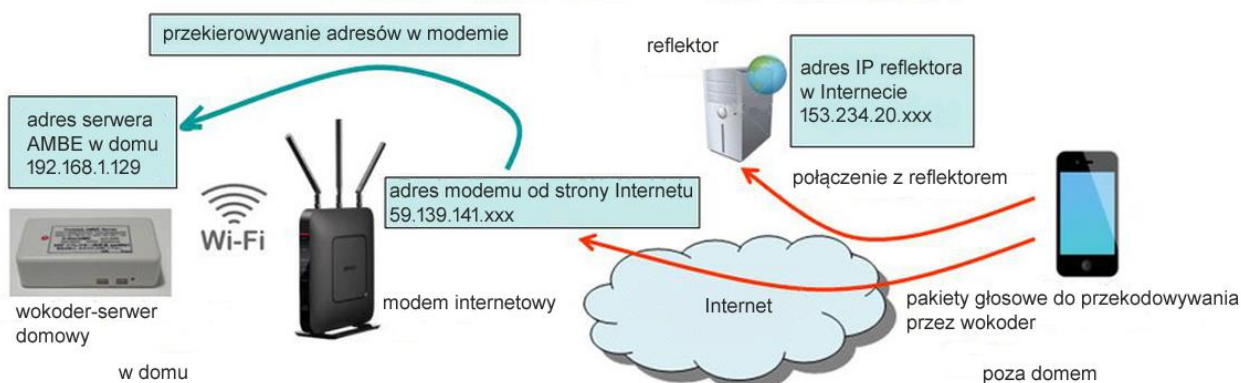 przekierowywanie adresów w modemie
reflektor
adres IP reflektora
w Internecie
153.234.20.xxx
adres serwera
AMBE w domu
192.168.1.129
połączenie z reflektorem
adres modemu od strony Internetu
59.139.141.xxx
Wi-Fi
modem internetowy
Internet
pakiety głosowe do przekodowywania
przez wokoder
wokoder-serwer
domowy
w domu
poza domem